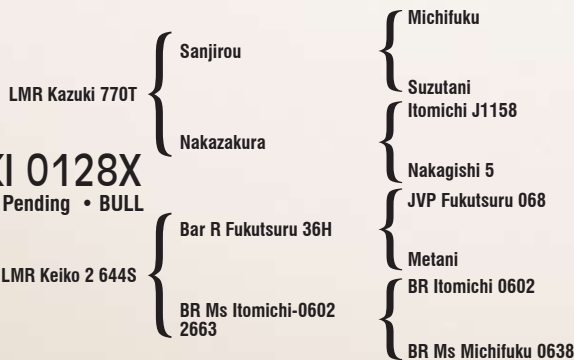 Michifuku
Sanjirou
LMR Kazuki 770T
Suzutani
Itomichi J1158
Nakazakura
Nakagishi 5
0128X
Pending • BULL
JVP Fukutsuru 068
Bar R Fukutsuru 36H
Metani
LMR Keiko 2 644S
BR Itomichi 0602
BR Ms Itomichi-0602
2663
BR Ms Michifuku 0638